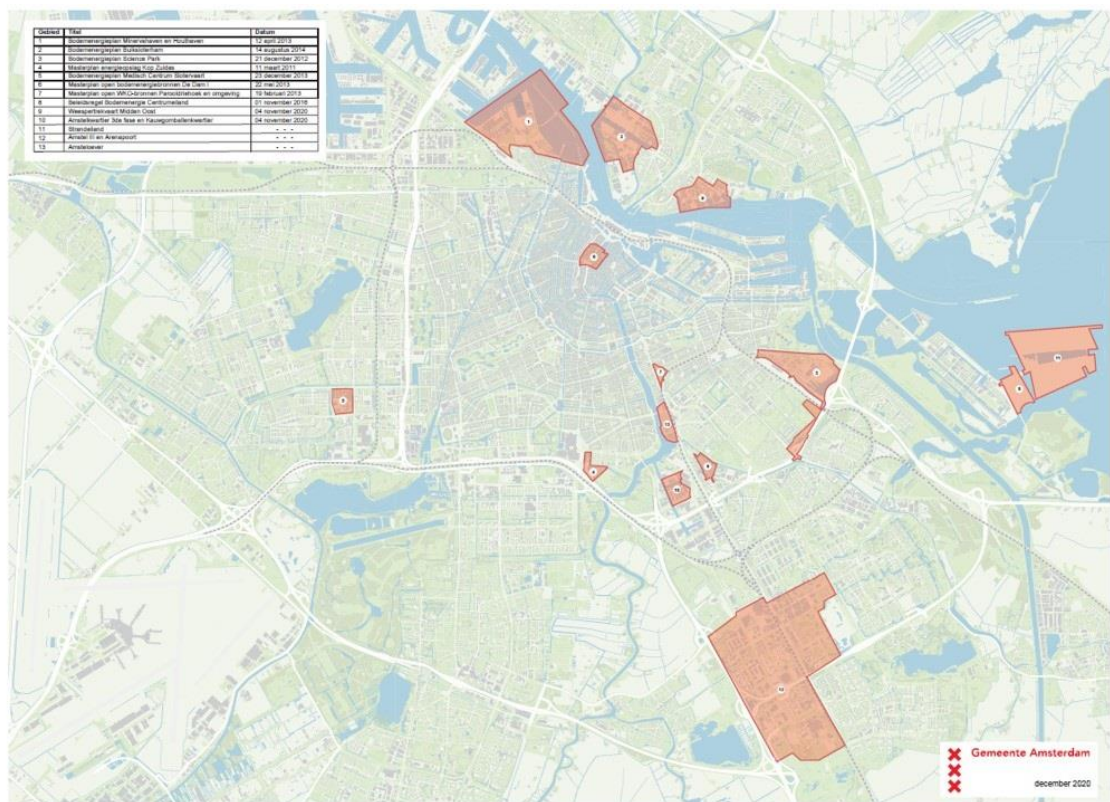 Gebied Titel Datum
1 Bodemenergieplan Minervahaven en Houthaven 12 april 2013
2 Bodemenergieplan Buiksloterham 14 augustus 2014
3 Bodemenergieplan Science Park 21 december 2012
4 Masterplan energieopslag Kop Zuidas 11 maart 2011
5 Bodemenergieplan Medisch Centrum Slotervaart 23 december 2013
6 Masterplan open bodemenergiebronnen De Dam I 22 mei 2013
7 Masterplan open WKO-bronnen Parooldriehoek en omgeving 19 februari 2013
8 Beleidsregel Bodemenergie Centrumeiland 01 november 2016
9 Weespertrekvaart Midden Oost 04 november 2020
10 Amstelkwartier 3de fase en Kauwgomballenkwartier 04 november 2020
11 Strandeiland - - -
12 Amstel III en Arenapoort - - -
13 Amsteloever - - -
1
10
Gemeente Amsterdam
december 2020